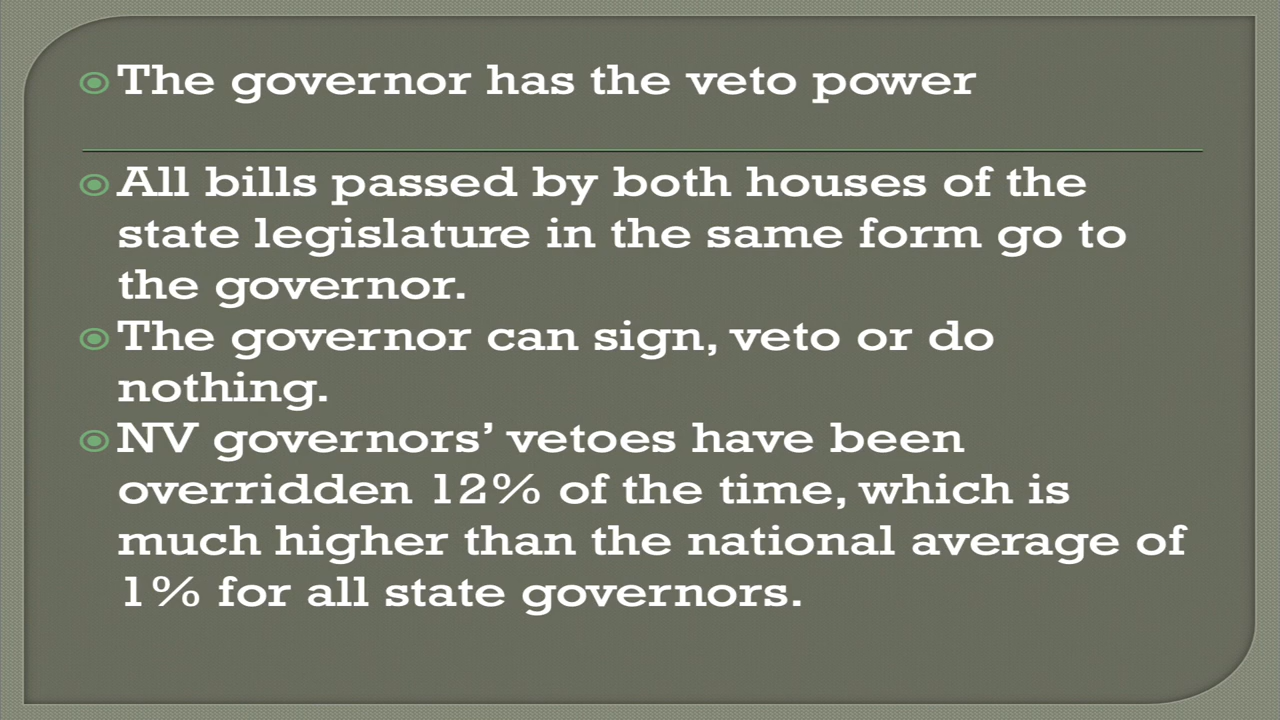 The governor has the veto power
All bills passed by both houses of the
state legislature in the same form go to
the governor.
The governor can sign, veto or do
nothing.
NV governors’ vetoes have been
overridden 12% of the time, which is
much higher than the national average of
1% for all state governors.